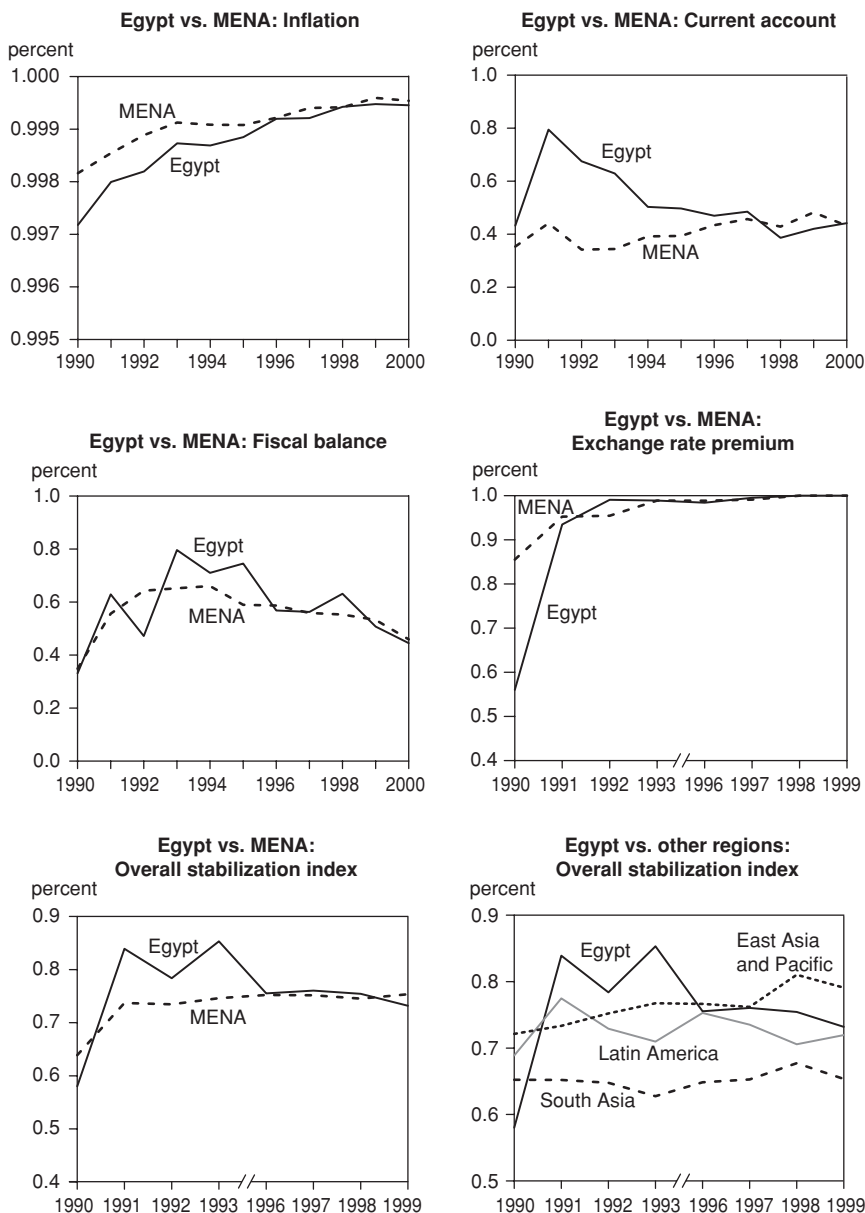 Egypt vs. MENA: Inflation
percent
1.000
0.999
0.998
0.997
0.996
0.995
MENA
Egypt
1990 1992 1994 1996 1998 2000
Egypt vs. MENA: Current account
percent
1.0
0.8
0.6
0.4
0.2
0.0
Egypt
MENA
1990 1992 1994 1996 1998 2000
Egypt vs. MENA: Fiscal balance
percent
1.0
0.8
0.6
0.4
0.2
0.0
Egypt
MENA
1990 1992 1994 1996 1998 2000
Egypt vs. MENA:
Exchange rate premium
percent
1.0
0.9
0.8
0.7
0.6
0.5
0.4
MENA
Egypt
1990 1991 1992 1993 1996 1997 1998 1999
Egypt vs. MENA:
Overall stabilization index
percent
0.9
0.8
0.7
0.6
0.5
0.4
Egypt
MENA
1990 1991 1992 1993 1996 1997 1998 1999
Egypt vs. other regions:
Overall stabilization index
percent
0.9
0.8
0.7
0.6
0.5
Egypt
East Asia
and Pacific
Latin America
South Asia
1990 1991 1992 1993 1996 1997 1998 1999